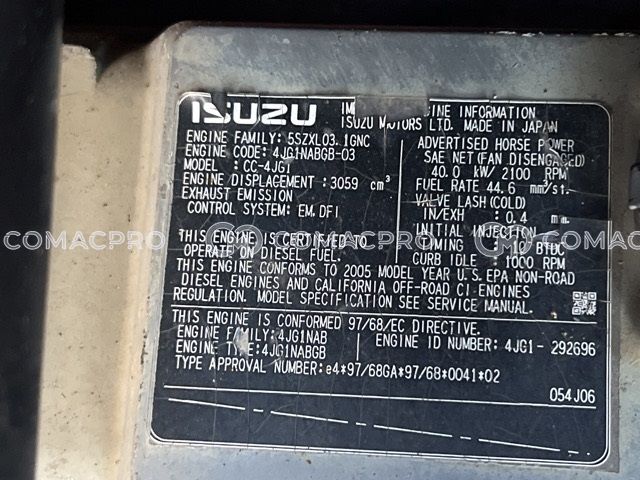 ISUZU
ENGINE INFORMATION
ISUZU MOTORS LTD. MADE IN JAPAN
ENGINE FAMILY: 5SZXL03.1GNC
ENGINE CODE: 4JG1NABGB-03
MODEL : CC-4JG1
ENGINE DISPLACEMENT: 3059 cm³
EXHAUST EMISSION
CONTROL SYSTEM: EM, DFI
THIS ENGINE IS CERTIFIED TO
OPERATE ON DIESEL FUEL.
ADVERTISED HORSE POWER
SAE NET (FAN DISENGAGED)
40.0 kW/ 2100 RPM
FUEL RATE 44.6 mm³/st.
VALVE LASH (COLD)
IN/EXH : 0.4 mm
INITIAL INJECTION
TIMING : BTDC
CURB IDLE : 1000 RPM
THIS ENGINE CONFORMS TO 2005 MODEL YEAR U.S.EPA NON-ROAD
DIESEL ENGINES AND CALIFORNIA OFF-ROAD CI ENGINES
REGULATION. MODEL SPECIFICATION SEE SERVICE MANUAL.
THIS ENGINE CONFORMS 97/68/EC DIRECTIVE.
ENGINE FAMILY:4JG1NAB
ENGINE TYPE:4JG1NABGB
ENGINE ID NUMBER: 4JG1- 292696
TYPE APPROVAL NUMBER:e4*97/68GA*97/68*0041*02
054J06
COMACPRO
COMACPRO
COMACPRO